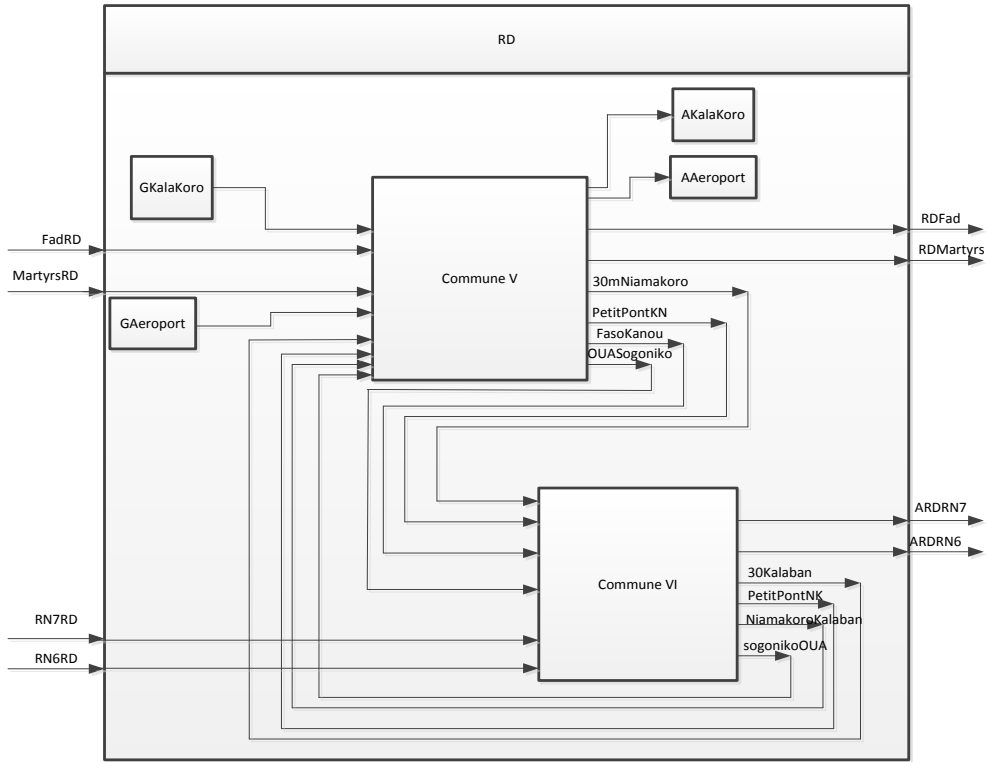 RD
AKalaKoro
GKalaKoro
AAeroport
FadRD
RDFad
RDMartyrs
MartyrsRD
Commune V
30mNiamakoro
GAeroport
PetitPontKN
FasoKanou
OUASogoniko
ARDRN7
ARDRN6
Commune VI
30Kalaban
PetitPontNK
NiamakoroKalaban
sogonikoOUA
RN7RD
RN6RD